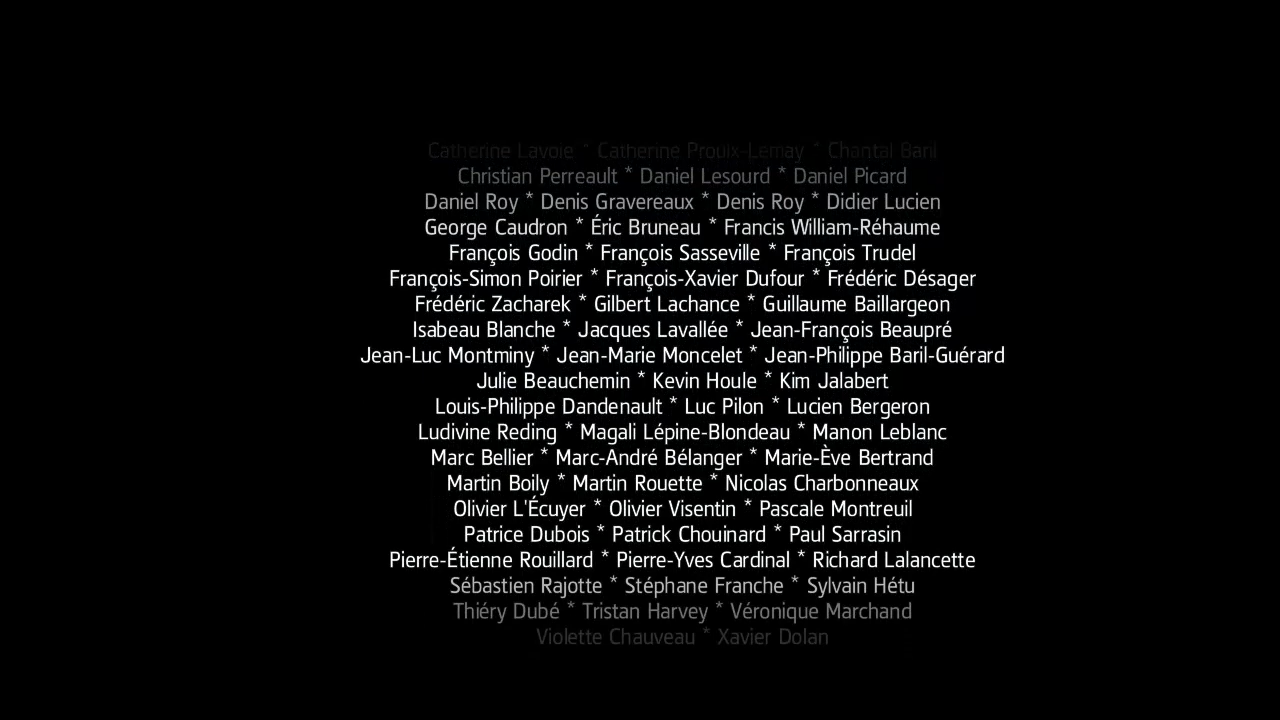 Catherine Lavoie * Catherine Proulx-Lemay * Chantal Baril
Christian Perreault * Daniel Lesourd * Daniel Picard
Daniel Roy * Denis Gravereaux * Denis Roy * Didier Lucien
George Caudron * Éric Bruneau * Francis William-Réhaume
François Godin * François Sasseville * François Trudel
François-Simon Poirier * François-Xavier Dufour * Frédéric Désager
Frédéric Zacharek * Gilbert Lachance * Guillaume Baillargeon
Isabeau Blanche * Jacques Lavallée * Jean-François Beaupré
Jean-Luc Montminy * Jean-Marie Moncelet * Jean-Philippe Baril-Guérard
Julie Beauchemin * Kevin Houle * Kim Jalabert
Louis-Philippe Dandenault * Luc Pilon * Lucien Bergeron
Ludivine Reding * Magali Lépine-Blondeau * Manon Leblanc
Marc Bellier * Marc-André Bélanger * Marie-Ève Bertrand
Martin Boily * Martin Rouette * Nicolas Charbonneaux
Olivier L'Écuyer * Olivier Visentin * Pascale Montreuil
Patrice Dubois * Patrick Chouinard * Paul Sarrasin
Pierre-Étienne Rouillard * Pierre-Yves Cardinal * Richard Lalancette
Sébastien Rajotte * Stéphane Franche * Sylvain Hétu
Thiéry Dubé * Tristan Harvey * Véronique Marchand
Violette Chauveau * Xavier Dolan